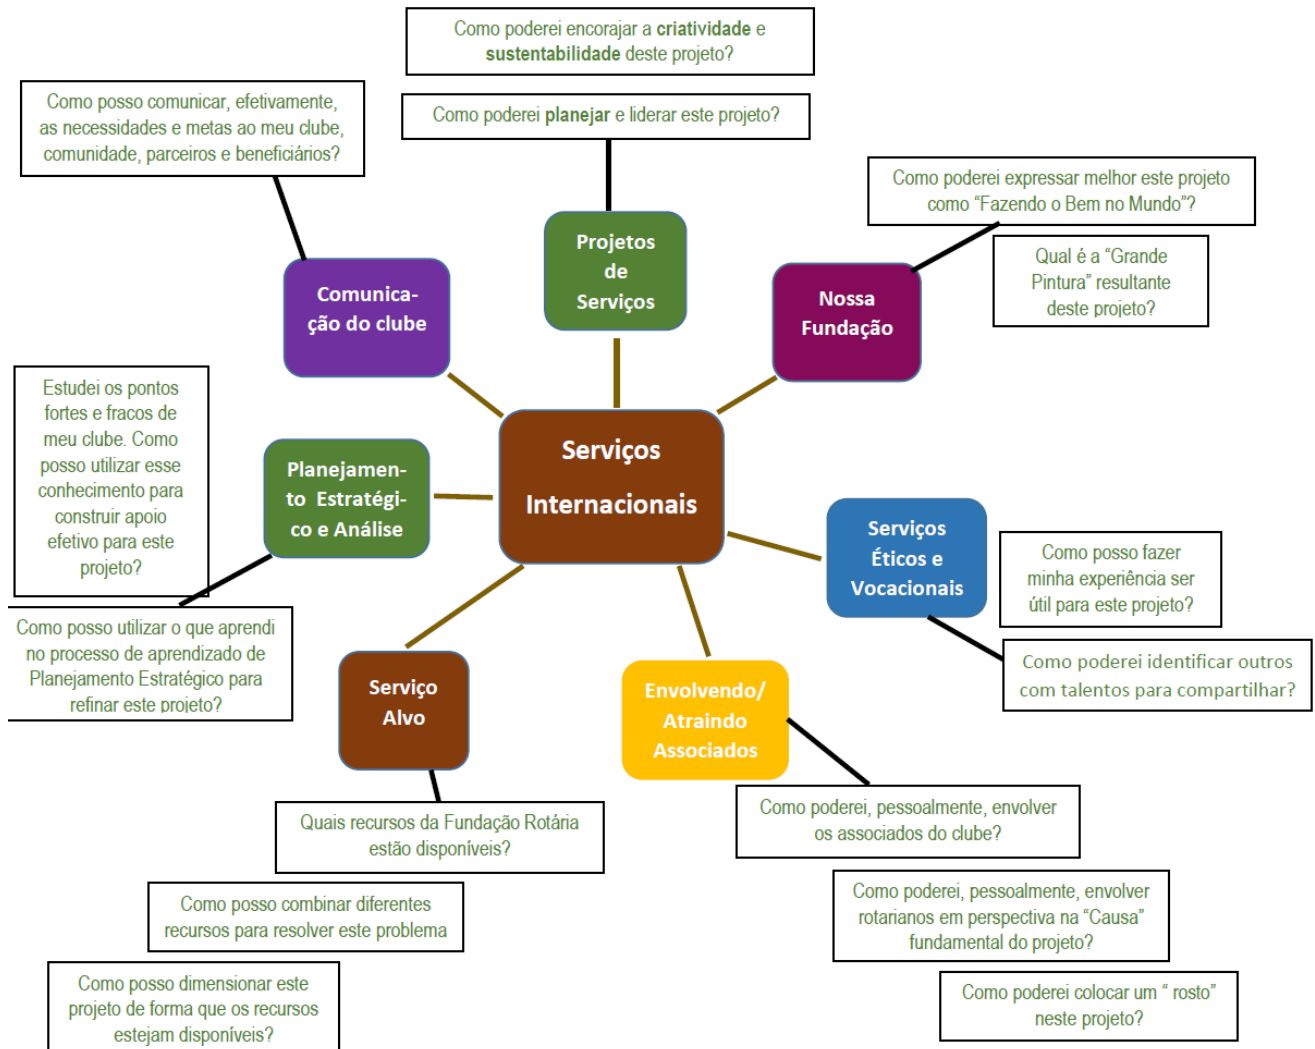 Como poderei encorajar a criatividade e
sustentabilidade deste projeto?
Como poderei planejar e liderar este projeto?
Como posso comunicar, efetivamente,
as necessidades e metas ao meu clube,
comunidade, parceiros e beneficiários?
Como poderei expressar melhor este projeto
como “Fazendo o Bem no Mundo”?
Qual é a “Grande
Pintura” resultante
deste projeto?
Projetos
de
Serviços
Comunica-
ção do clube
Nossa
Fundação
Estudei os pontos
fortes e fracos de
meu clube. Como
posso utilizar esse
conhecimento para
construir apoio
efetivo para este
projeto?
Planejamen-
to Estratégi-
co e Análise
Serviços
Internacionais
Serviços
Éticos e
Vocacionais
Como posso fazer
minha experiência ser
útil para este projeto?
Como posso utilizar o que aprendi
no processo de aprendizado de
Planejamento Estratégico para
refinar este projeto?
Como poderei identificar outros
com talentos para compartilhar?
Serviço
Alvo
Envolvendo/
Atraindo
Associados
Quais recursos da Fundação Rotária
estão disponíveis?
Como poderei, pessoalmente, envolver
os associados do clube?
Como posso combinar diferentes
recursos para resolver este problema
Como poderei, pessoalmente, envolver
rotarianos em perspectiva na “Causa”
fundamental do projeto?
Como posso dimensionar este
projeto de forma que os recursos
estejam disponíveis?
Como poderei colocar um “ rosto”
neste projeto?